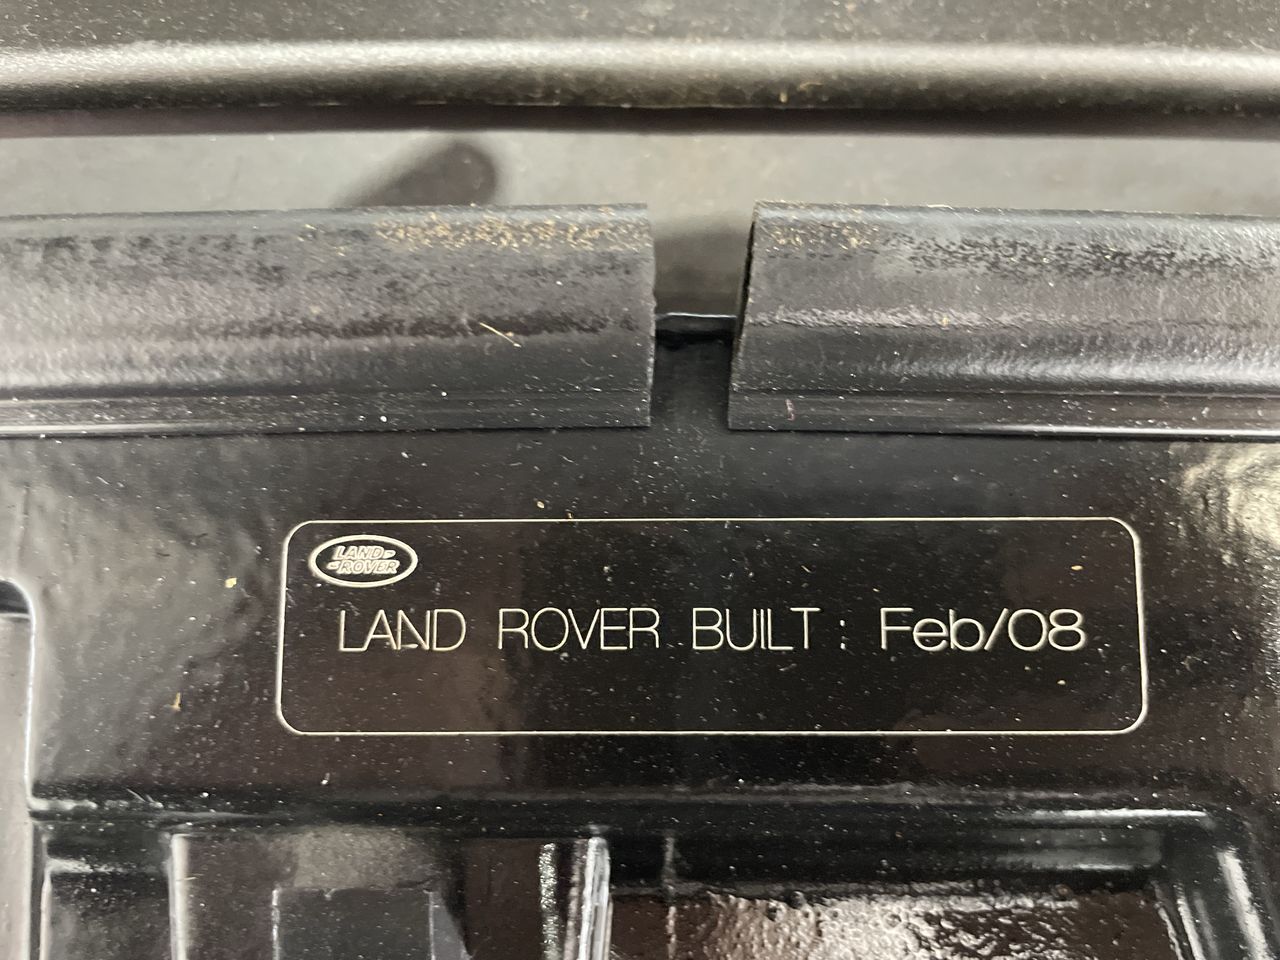 LAND-
-ROVER
LAND ROVER BUILT : Feb/08